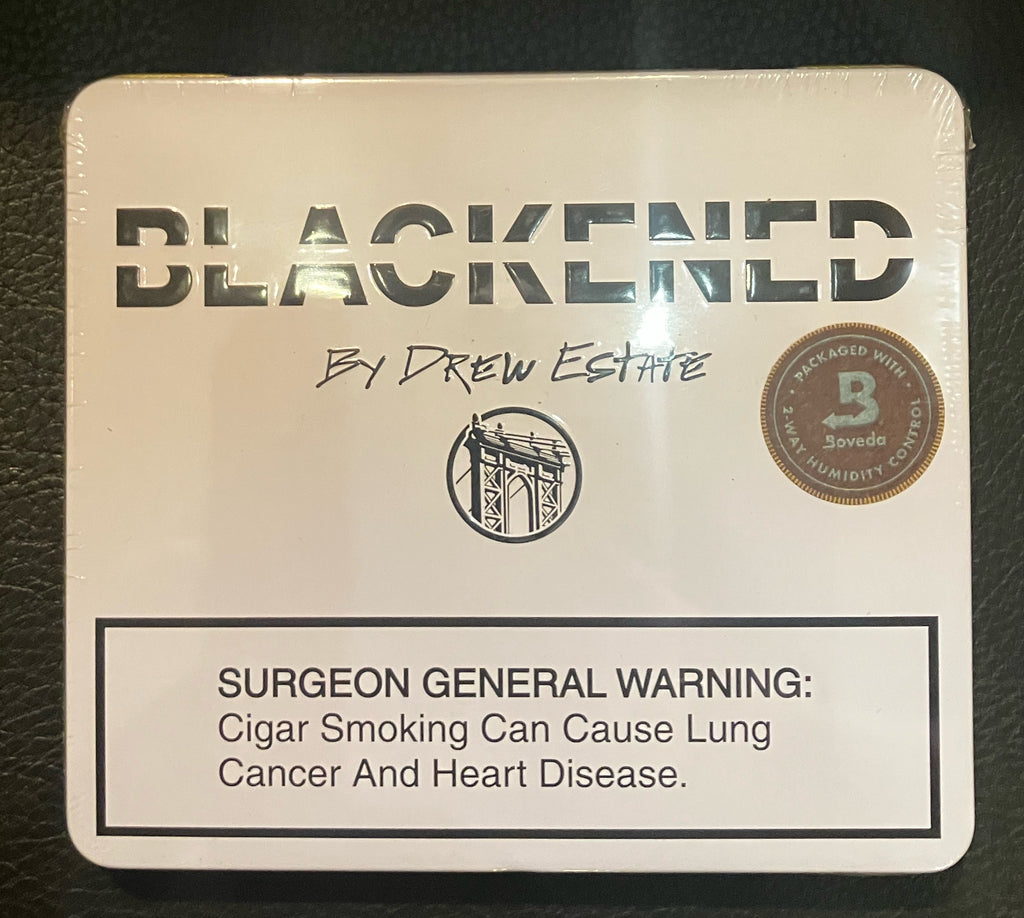 BLACKENED
By Drew Estate
PACKAGED WITH
B
Boveda
2-WAY HUMIDITY CONTROL
SURGEON GENERAL WARNING:
Cigar Smoking Can Cause Lung
Cancer And Heart Disease.